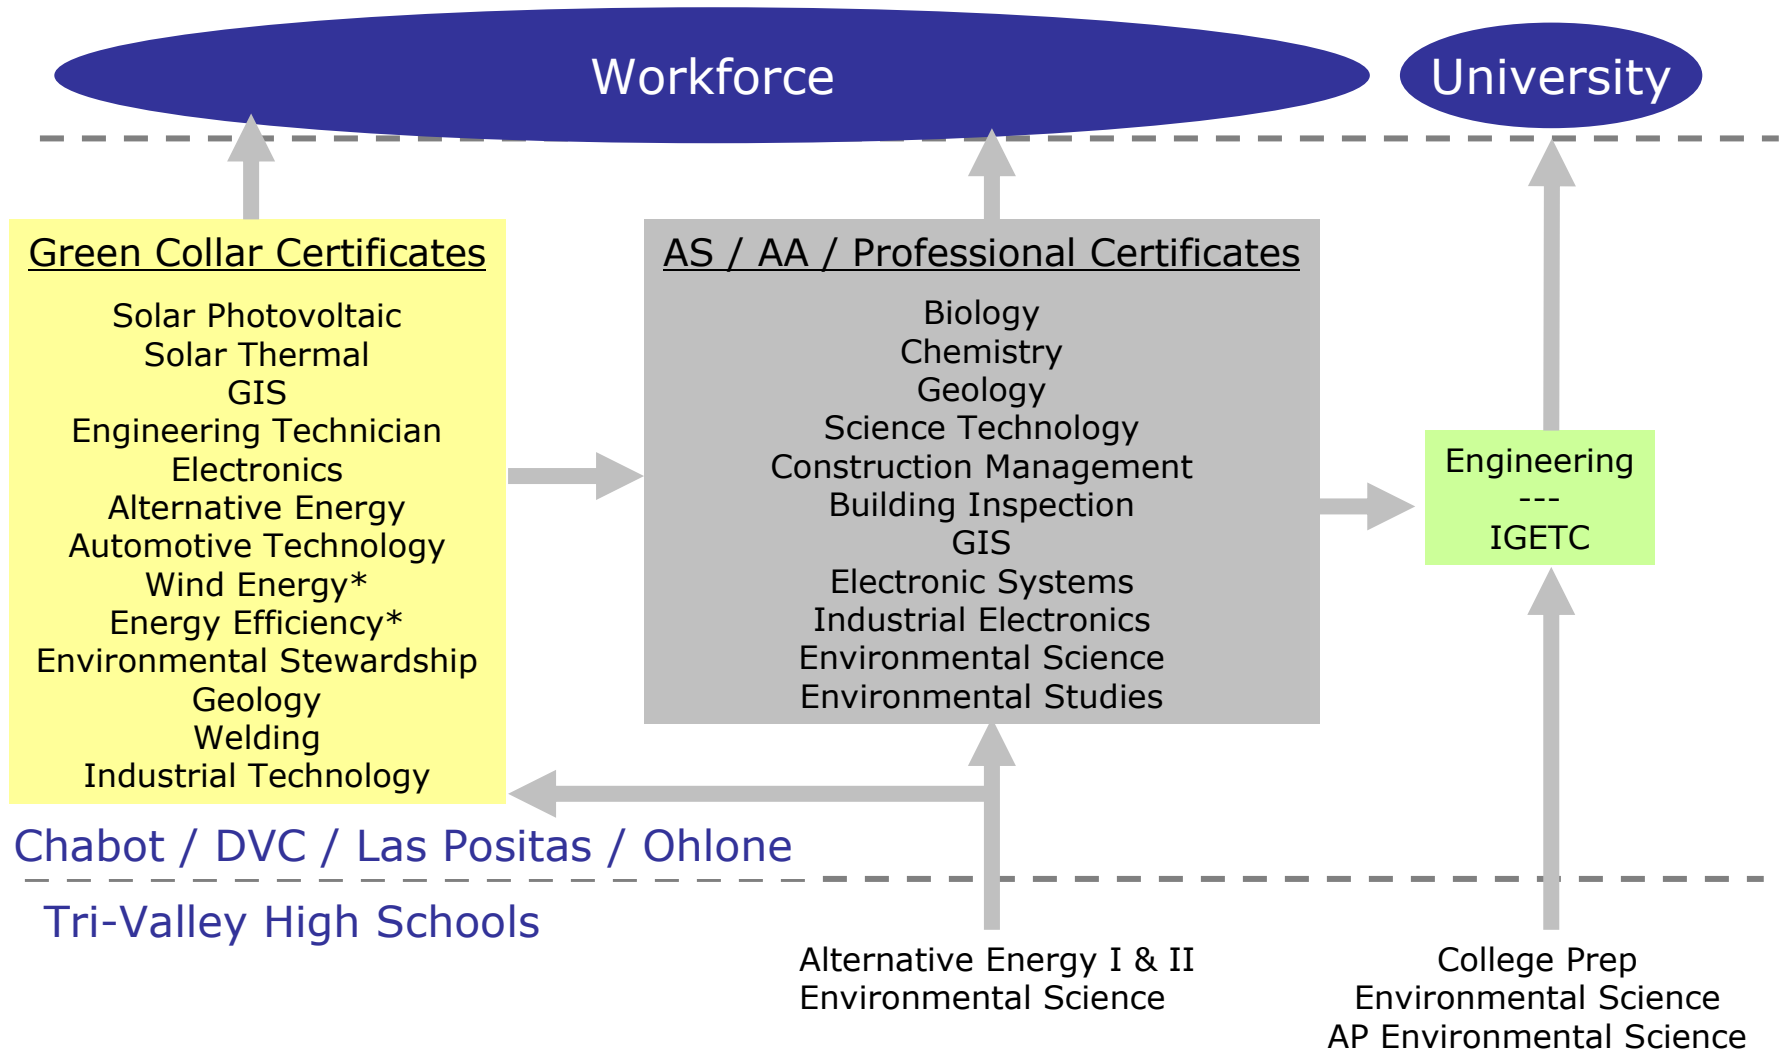 Workforce
University
Green Collar Certificates
Solar Photovoltaic
Solar Thermal
GIS
Engineering Technician
Electronics
Alternative Energy
Automotive Technology
Wind Energy*
Energy Efficiency*
Environmental Stewardship
Geology
Welding
Industrial Technology
AS / AA / Professional Certificates
Biology
Chemistry
Geology
Science Technology
Construction Management
Building Inspection
GIS
Electronic Systems
Industrial Electronics
Environmental Science
Environmental Studies
Engineering
---
IGETC
Chabot / DVC / Las Positas / Ohlone
Tri-Valley High Schools
Alternative Energy I & II
Environmental Science
College Prep
Environmental Science
AP Environmental Science